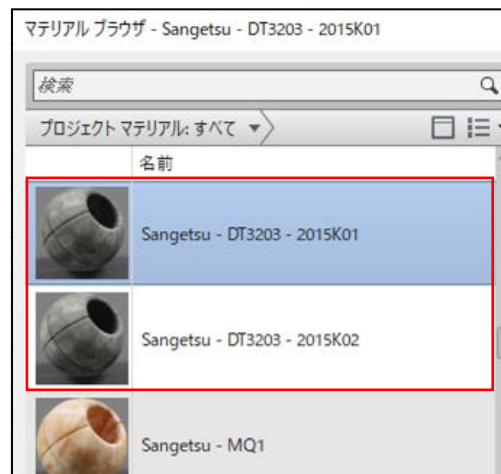 マテリアル ブラウザ - Sangetsu - DT3203 - 2015K01
検索
プロジェクト マテリアル: すべて
名前
Sangetsu - DT3203 - 2015K01
Sangetsu - DT3203 - 2015K02
Sangetsu - MQ1